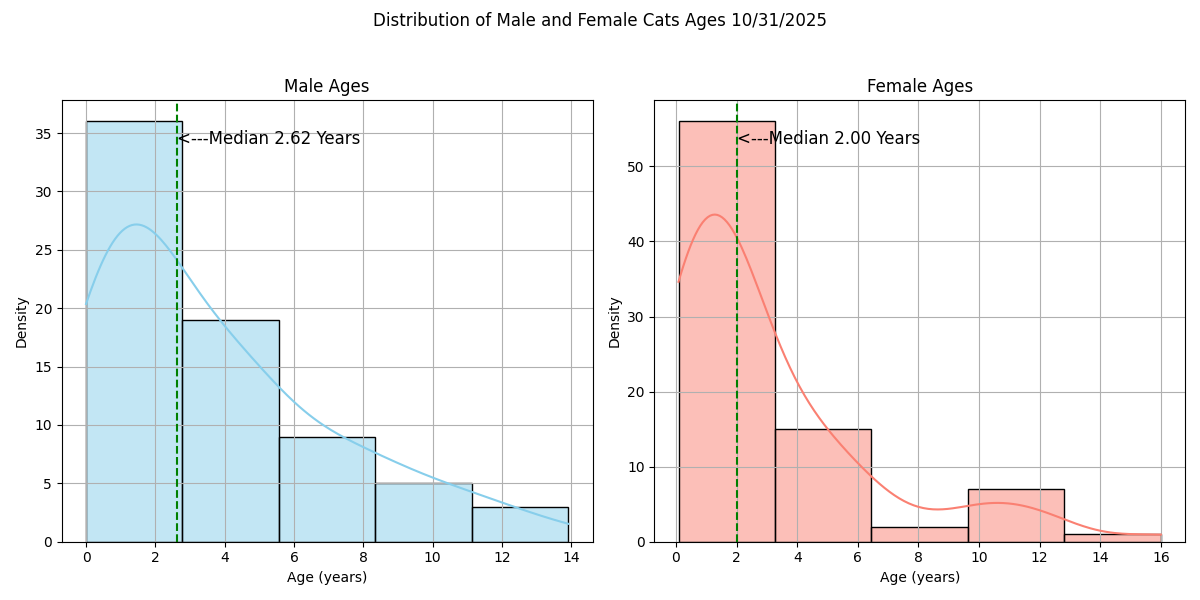 Distribution of Male and Female Cats Ages 10/31/2025
Male Ages
<---Median 2.62 Years
Density
35
30
25
20
15
10
5
0
0 2 4 6 8 10 12 14
Age (years)
Female Ages
<---Median 2.00 Years
Density
50
40
30
20
10
0
0 2 4 6 8 10 12 14 16
Age (years)